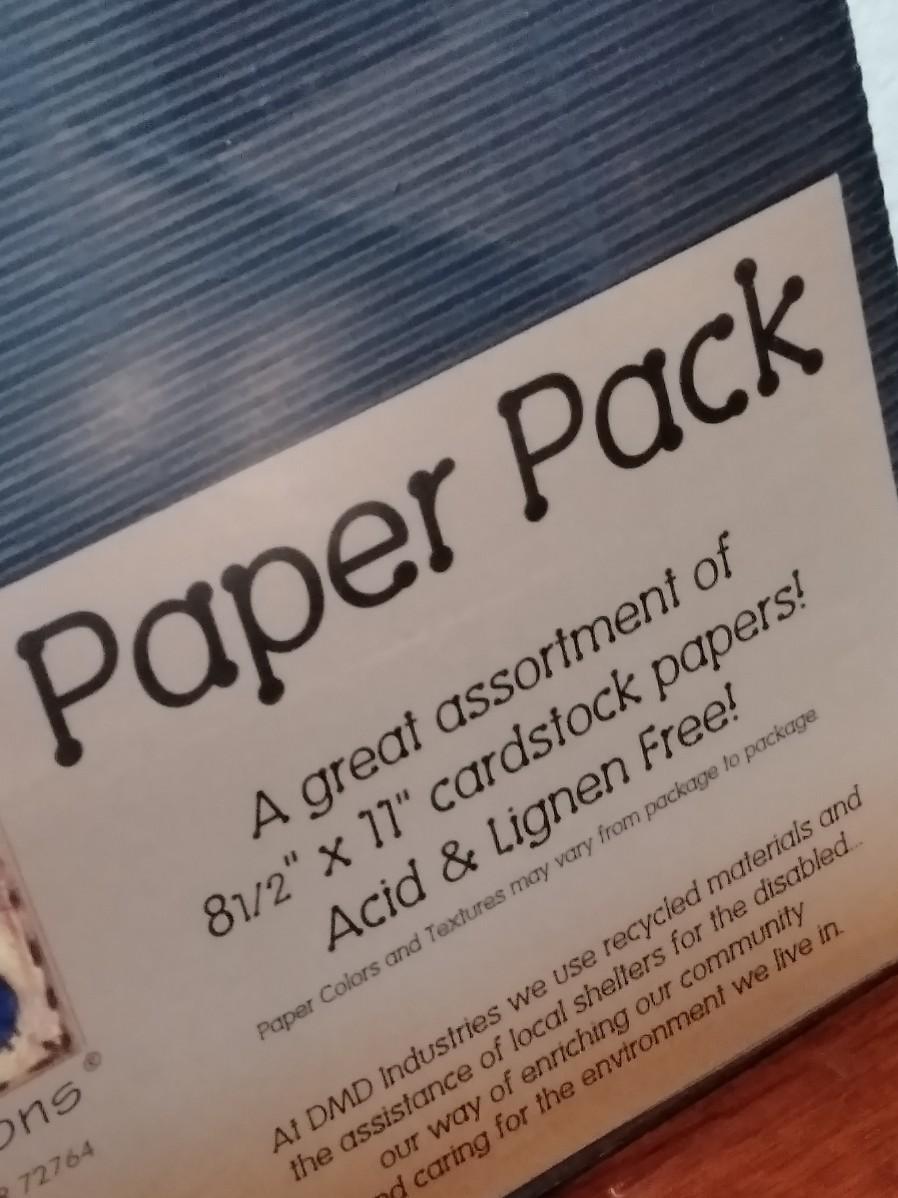 Paper Pack
A great assortment of
8 1/2" x 11" cardstock papers!
Acid & Lignen Free!
Paper Colors and Textures may vary from package to package
At DMD Industries we use recycled materials and
the assistance of local shelters for the disabled...
our way of enriching our community
caring for the environment we live in.
®
72764